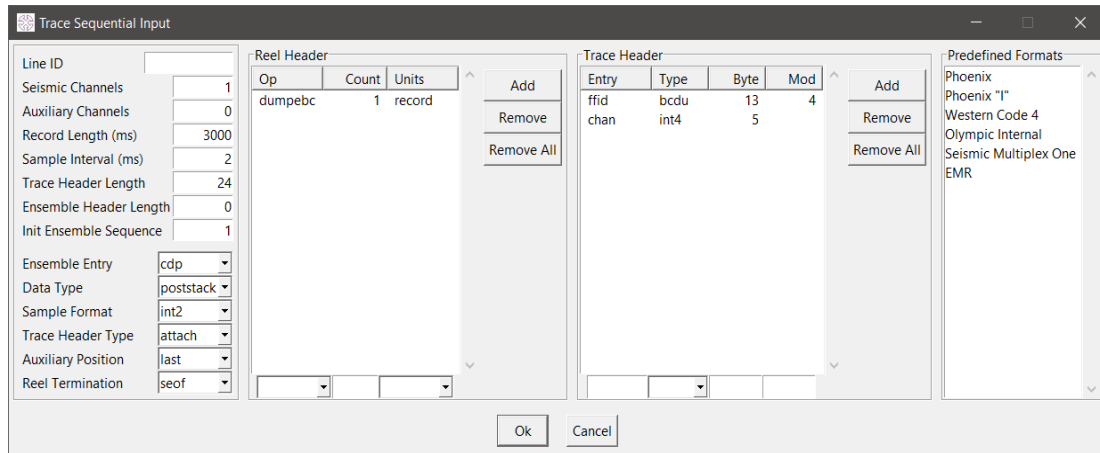 Trace Sequential Input
Line ID
Seismic Channels 1
Auxiliary Channels 0
Record Length (ms) 3000
Sample Interval (ms) 2
Trace Header Length 24
Ensemble Header Length 0
Init Ensemble Sequence 1
Ensemble Entry cdp
Data Type poststack
Sample Format int2
Trace Header Type attach
Auxiliary Position last
Reel Termination seof
Reel Header
Op Count Units
dumpebc 1 record
Add
Remove
Remove All
Trace Header
Entry Type Byte Mod
ffid bcdu 13 4
chan int4 5
Add
Remove
Remove All
Predefined Formats
Phoenix
Phoenix "I"
Western Code 4
Olympic Internal
Seismic Multiplex One
EMR
Ok Cancel